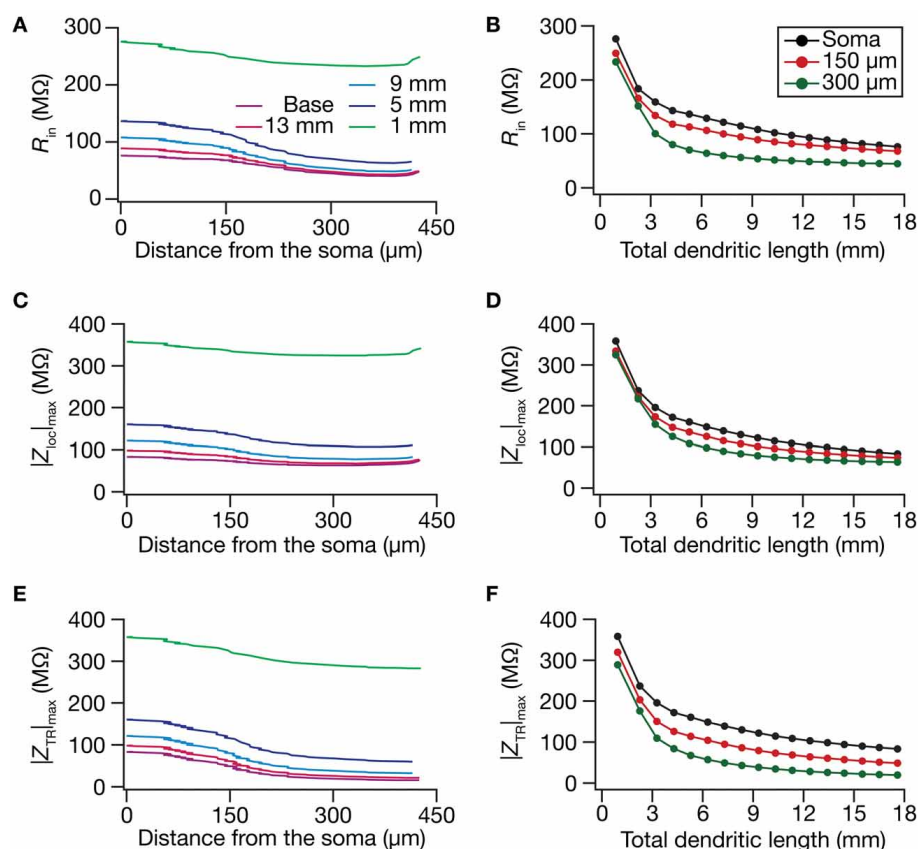 A
300
200
100
0
R_in (MΩ)
9 mm
Base
5 mm
13 mm
1 mm
0
150
300
450
Distance from the soma (µm)
B
300
200
100
0
R_in (MΩ)
Soma
150 µm
300 µm
0
3
6
9
12
15
18
Total dendritic length (mm)
C
400
300
200
100
0
|Z_loc|_max (MΩ)
0
150
300
450
Distance from the soma (µm)
D
400
300
200
100
0
|Z_loc|_max (MΩ)
0
3
6
9
12
15
18
Total dendritic length (mm)
E
400
300
200
100
0
|Z_TR|_max (MΩ)
0
150
300
450
Distance from the soma (µm)
F
400
300
200
100
0
|Z_TR|_max (MΩ)
0
3
6
9
12
15
18
Total dendritic length (mm)